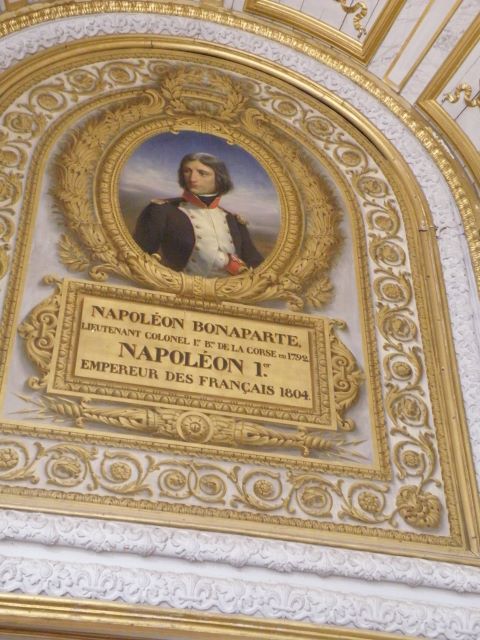 NAPOLÉON BONAPARTE,
LIEUTENANT COLONEL 1er Bon DE LA CORSE en 1792.
NAPOLÉON 1er
EMPEREUR DES FRANÇAIS 1804.